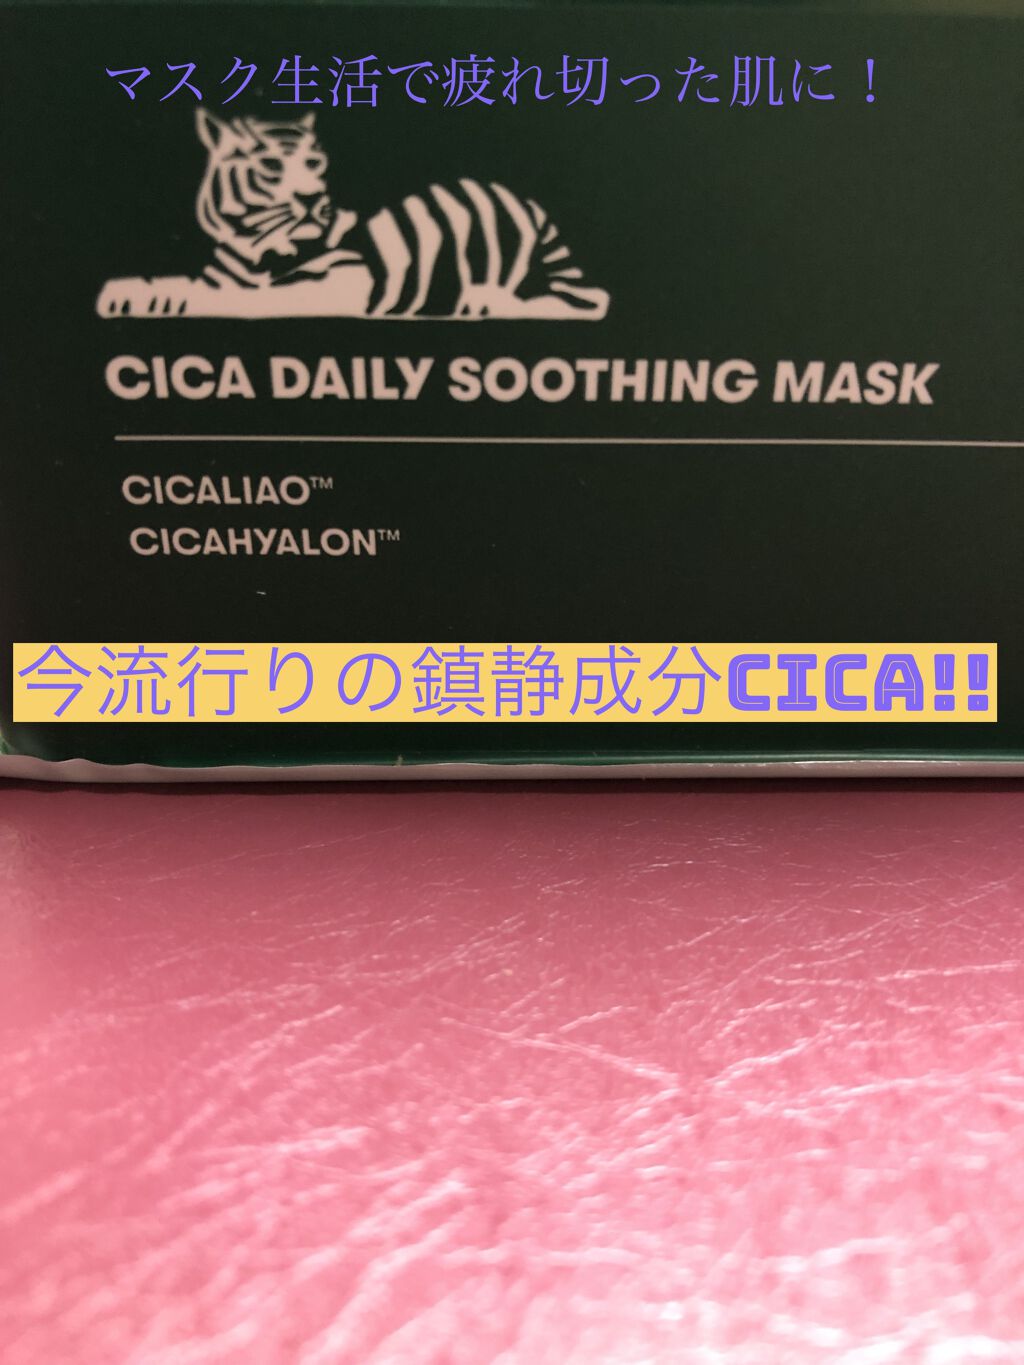 マスク生活で疲れ切った肌に！
CICA DAILY SOOTHING MASK
CICALIAO™
CICAHYALON™
今流行りの鎮静成分CICA!!